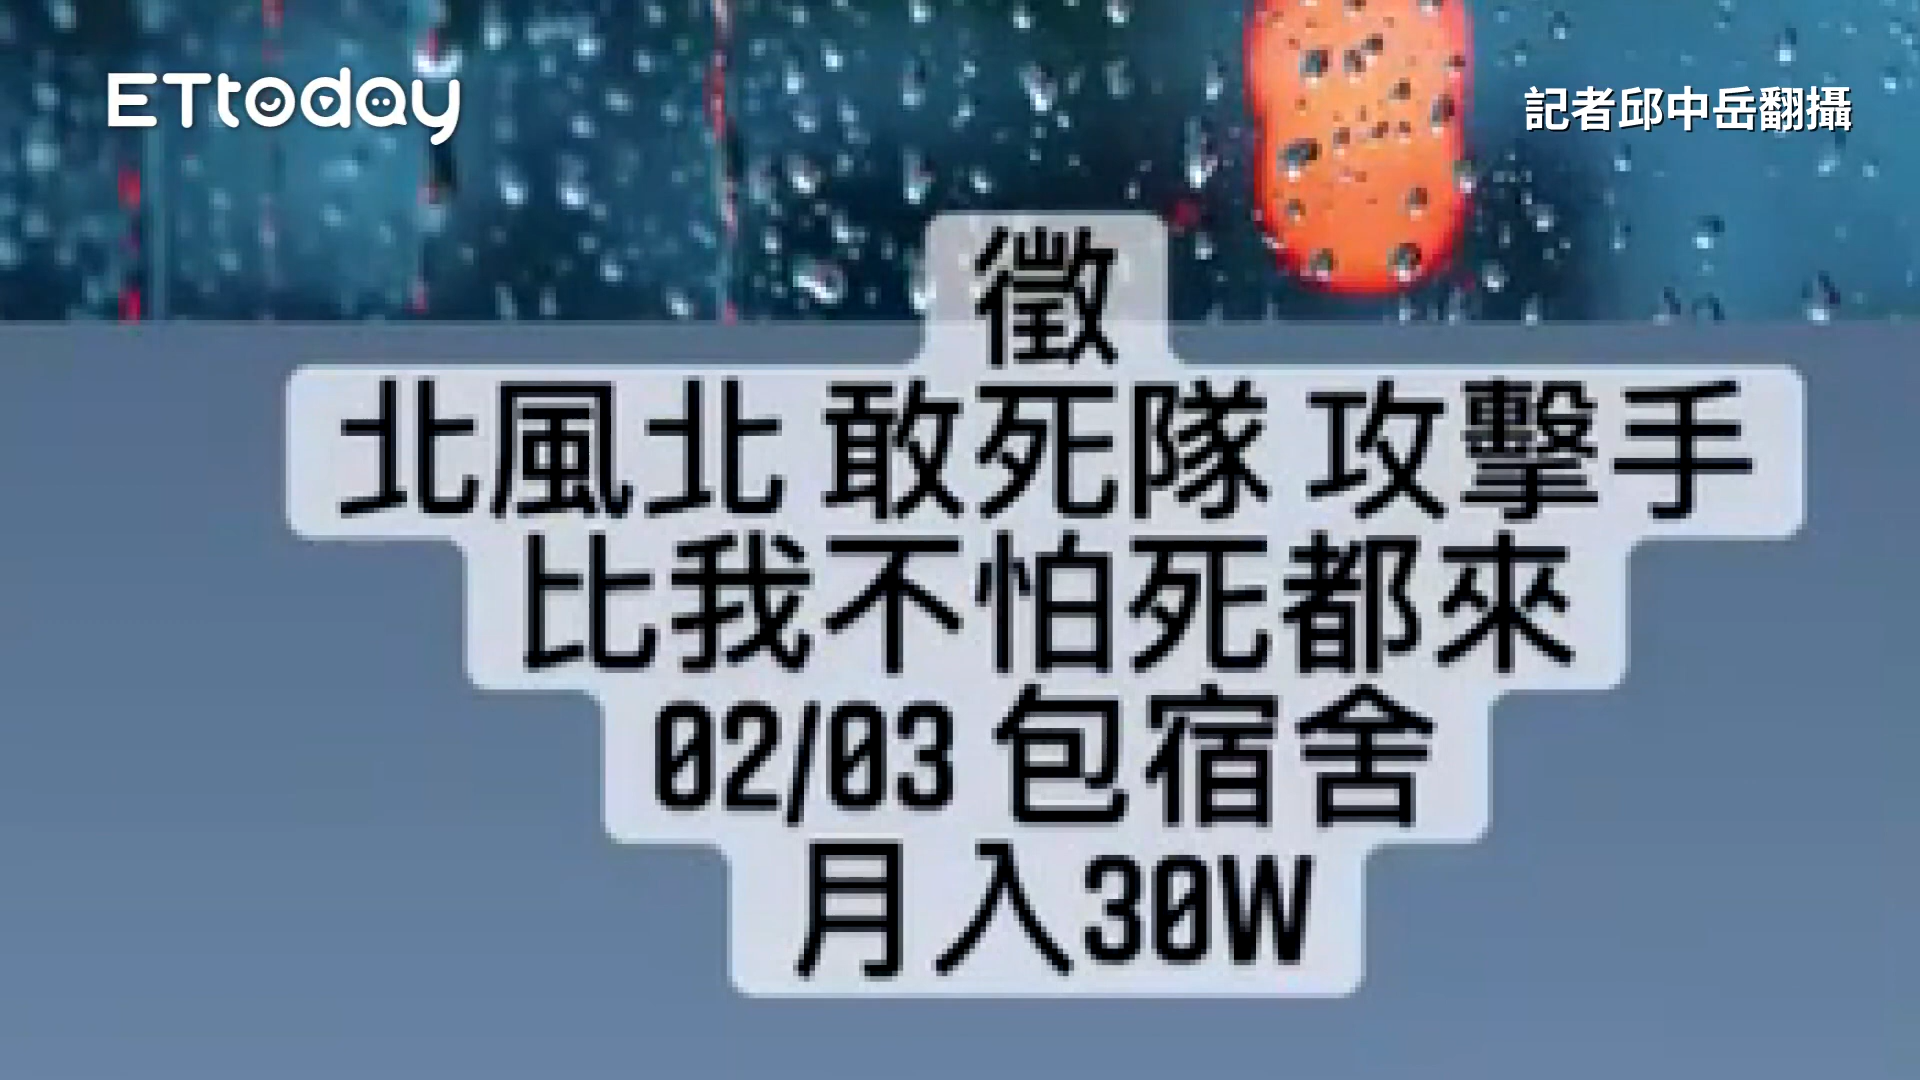 ETtoday
記者邱中岳翻攝
徵
北風北 敢死隊 攻擊手
比我不怕死都來
02/03 包宿舍
月入30W